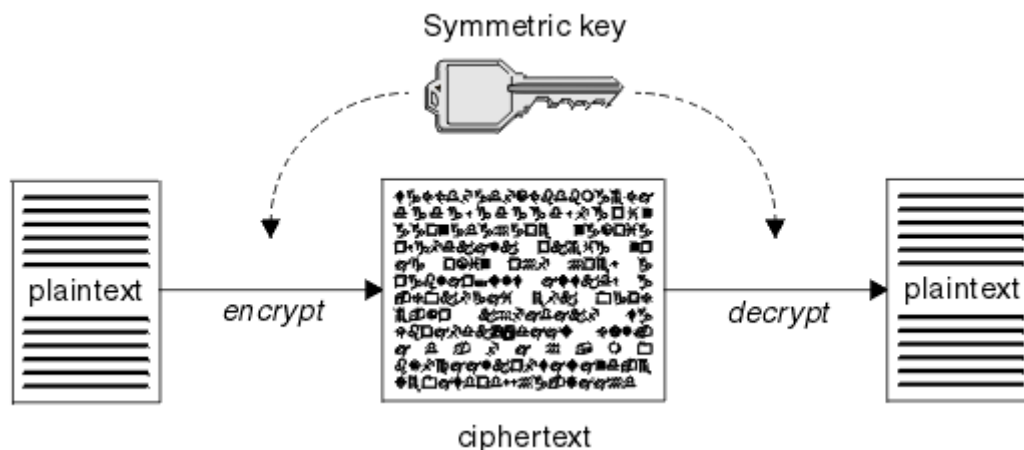 Symmetric key
plaintext
encrypt
decrypt
plaintext
ciphertext